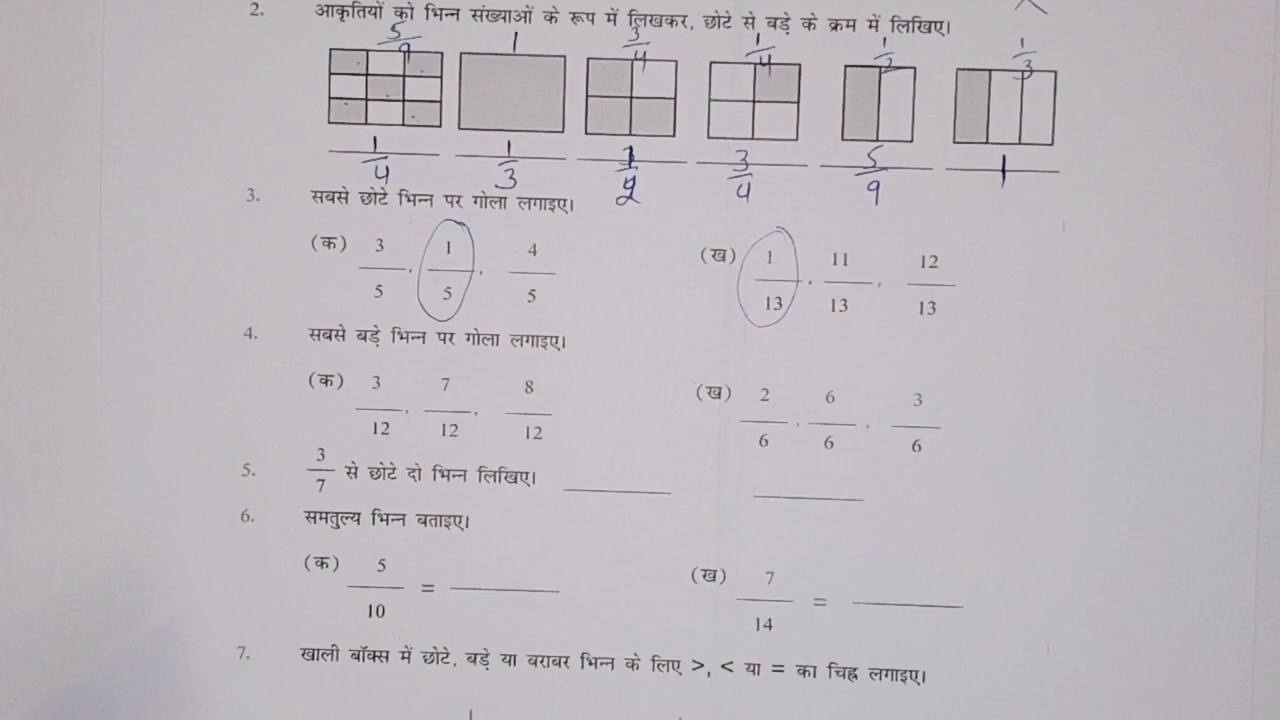 2. आकृतियों को भिन्न संख्याओं के रूप में लिखकर, छोटे से बड़े के क्रम में लिखिए।
5/9 1 3/4 1/4 1/2 1/3
1/4 1/3 1/2 3/4 5/9 1
3. सबसे छोटे भिन्न पर गोला लगाइए।
(क) 3/5, 1/5, 4/5 (ख) 1/13, 11/13, 12/13
4. सबसे बड़े भिन्न पर गोला लगाइए।
(क) 3/12, 7/12, 8/12 (ख) 2/6, 6/6, 3/6
5. 3/7 से छोटे दो भिन्न लिखिए।
6. समतुल्य भिन्न बताइए।
(क) 5/10 = (ख) 7/14 =
7. खाली बॉक्स में छोटे, बड़े या बराबर भिन्न के लिए >, < या = का चिह्न लगाइए।